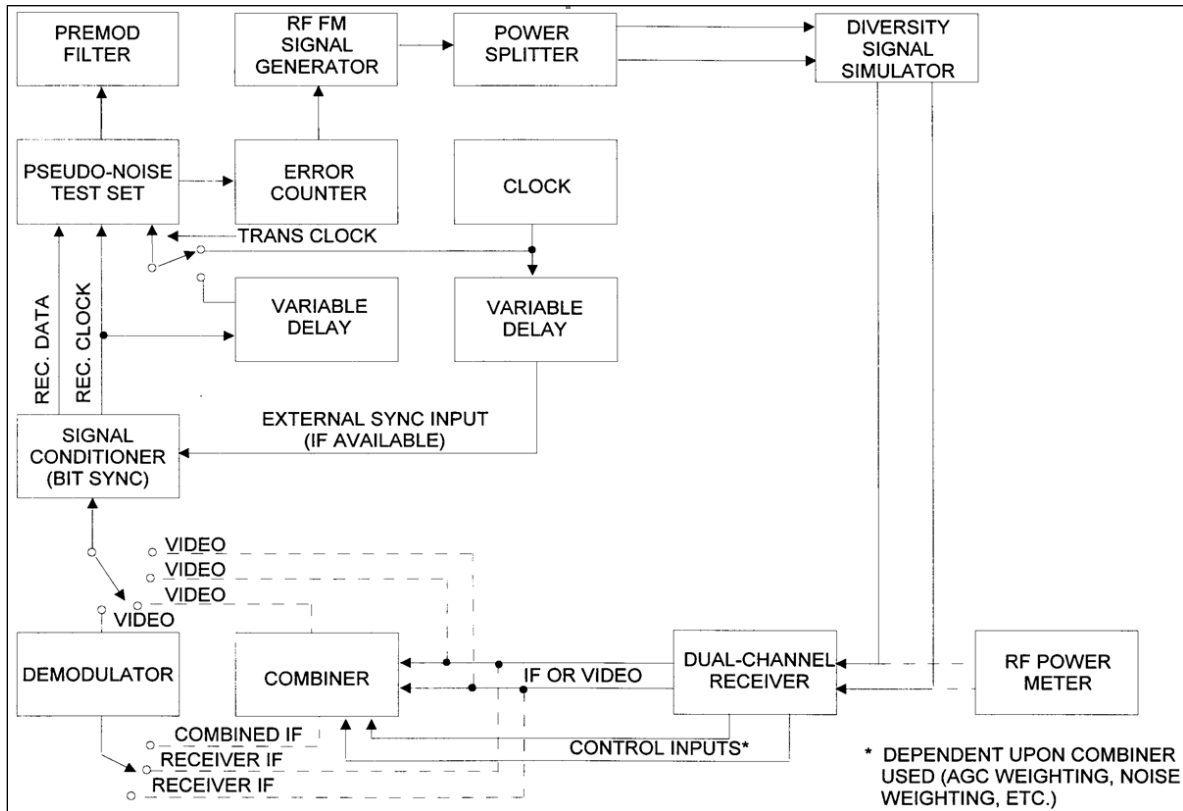 PREMOD
FILTER
RF FM
SIGNAL
GENERATOR
POWER
SPLITTER
DIVERSITY
SIGNAL
SIMULATOR
PSEUDO-NOISE
TEST SET
ERROR
COUNTER
CLOCK
TRANS CLOCK
REC. DATA
REC. CLOCK
VARIABLE
DELAY
VARIABLE
DELAY
EXTERNAL SYNC INPUT
(IF AVAILABLE)
SIGNAL
CONDITIONER
(BIT SYNC)
VIDEO
VIDEO
VIDEO
VIDEO
DEMODULATOR
COMBINER
IF OR VIDEO
DUAL-CHANNEL
RECEIVER
RF POWER
METER
COMBINED IF
RECEIVER IF
RECEIVER IF
CONTROL INPUTS*
* DEPENDENT UPON COMBINER
USED (AGC WEIGHTING, NOISE
WEIGHTING, ETC.)